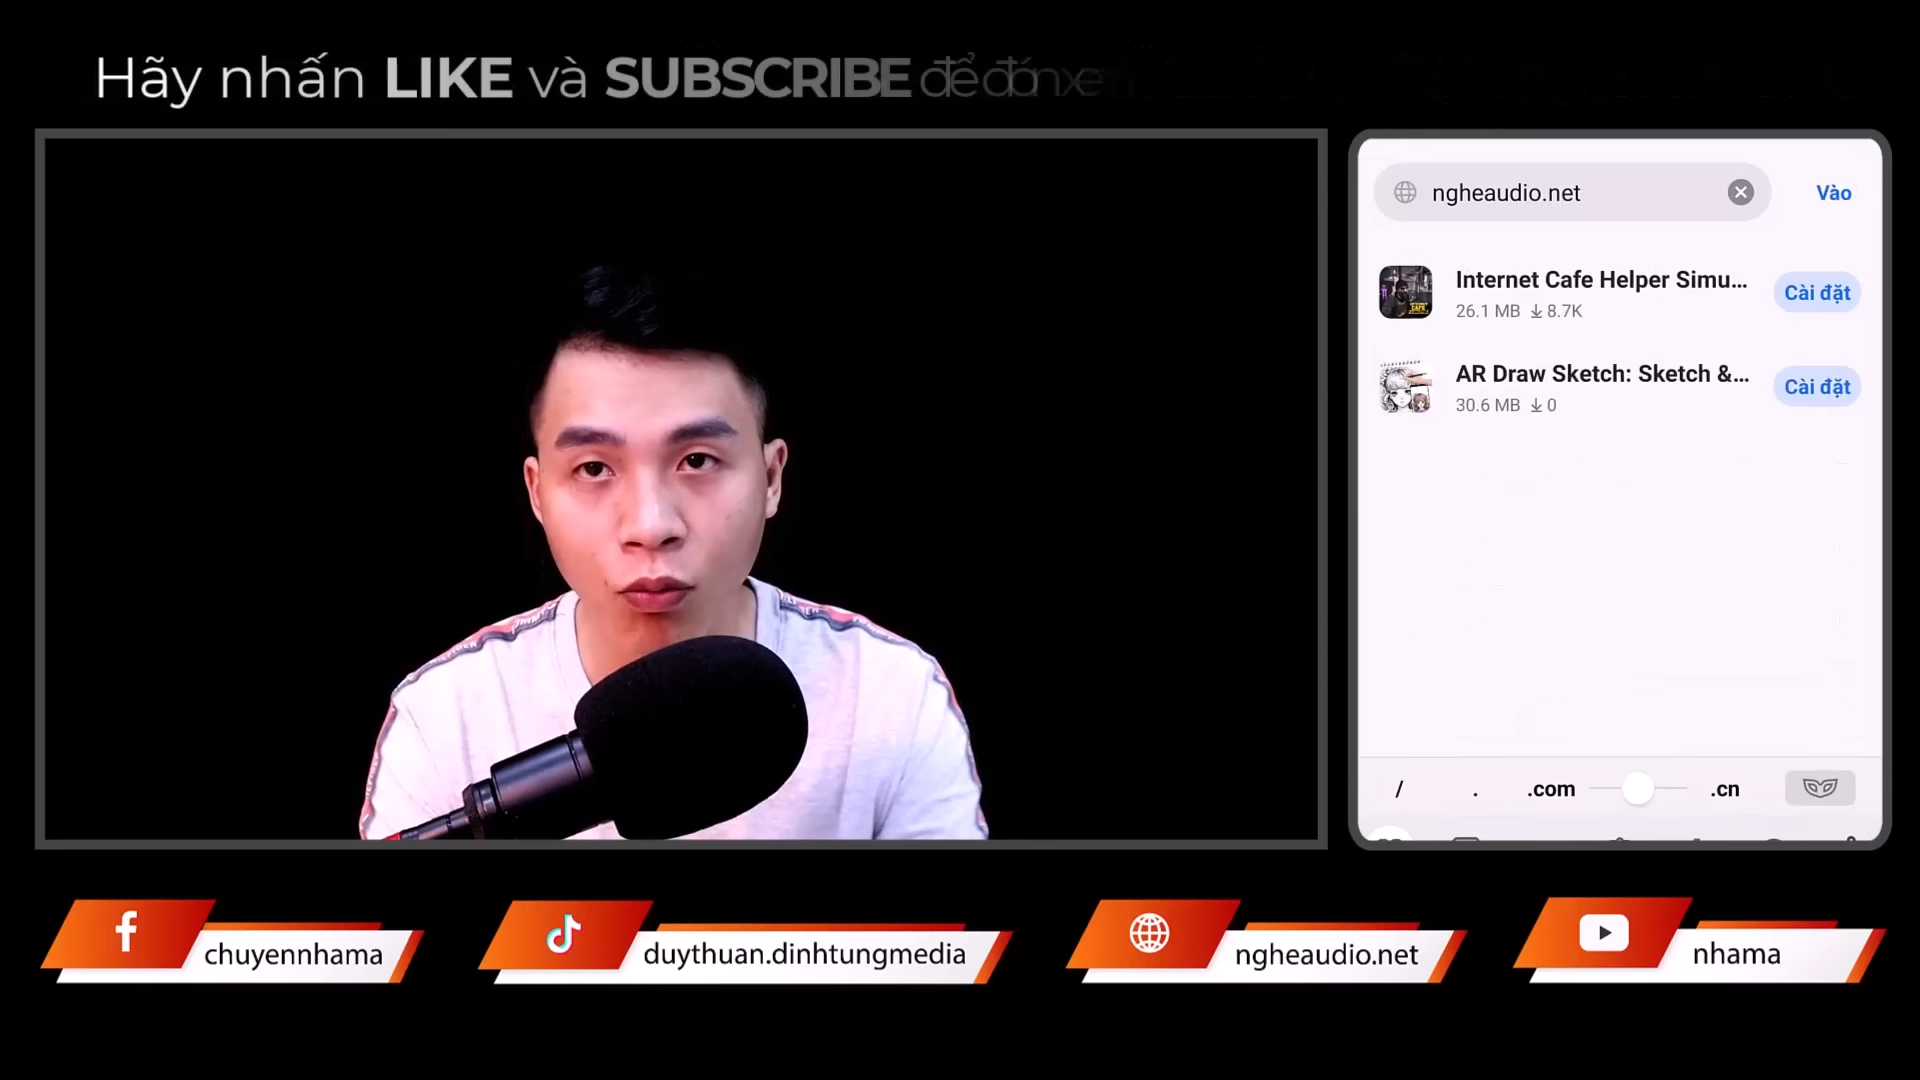 Hãy nhấn LIKE và SUBSCRIBE để đón xem
ngheaudio.net
Vào
Internet Cafe Helper Simu...
26.1 MB 8.7K
Cài đặt
AR Draw Sketch: Sketch &...
30.6 MB 0
Cài đặt
/ . .com .cn
chuyennhama
duythuan.dinhtungmedia
ngheaudio.net
nhama